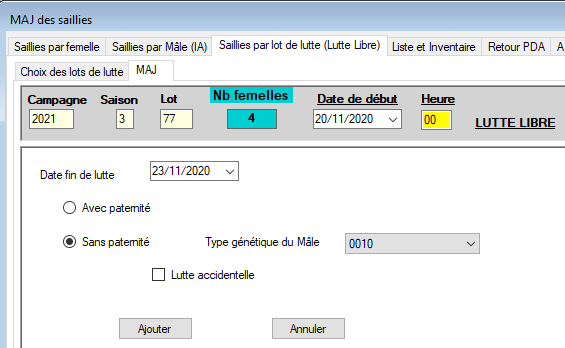 MAJ des saillies
Saillies par femelle Saillies par Mâle (IA) Saillies par lot de lutte (Lutte Libre) Liste et Inventaire Retour PDA A
Choix des lots de lutte MAJ
Campagne Saison Lot Nb femelles Date de début Heure
2021 3 77 4 20/11/2020 00 LUTTE LIBRE
Date fin de lutte 23/11/2020
Avec paternité
Sans paternité Type génétique du Mâle 0010
Lutte accidentelle
Ajouter Annuler